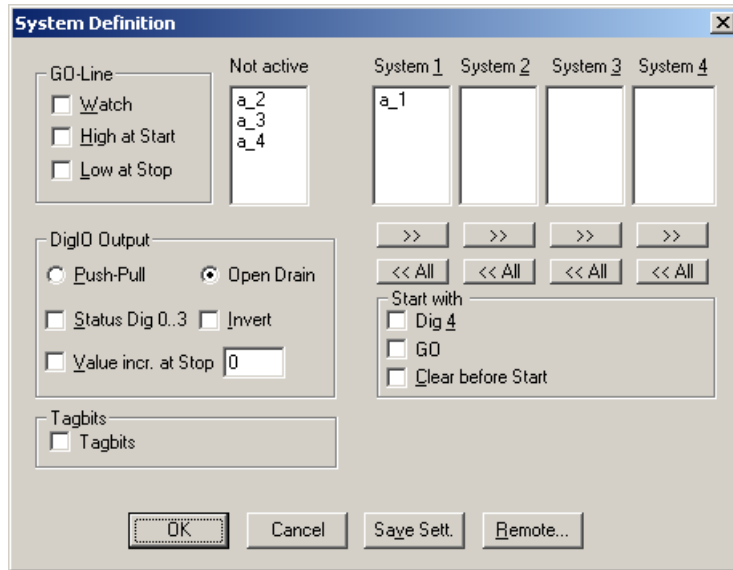 System Definition
GO-Line
Watch
High at Start
Low at Stop
Not active
a_2
a_3
a_4
System 1 System 2 System 3 System 4
a_1
>> >> >> >>
<< All << All << All << All
DigIO Output
Push-Pull Open Drain
Status Dig 0..3 Invert
Value incr. at Stop 0
Start with
Dig 4
GO
Clear before Start
Tagbits
Tagbits
OK Cancel Save Sett. Remote...